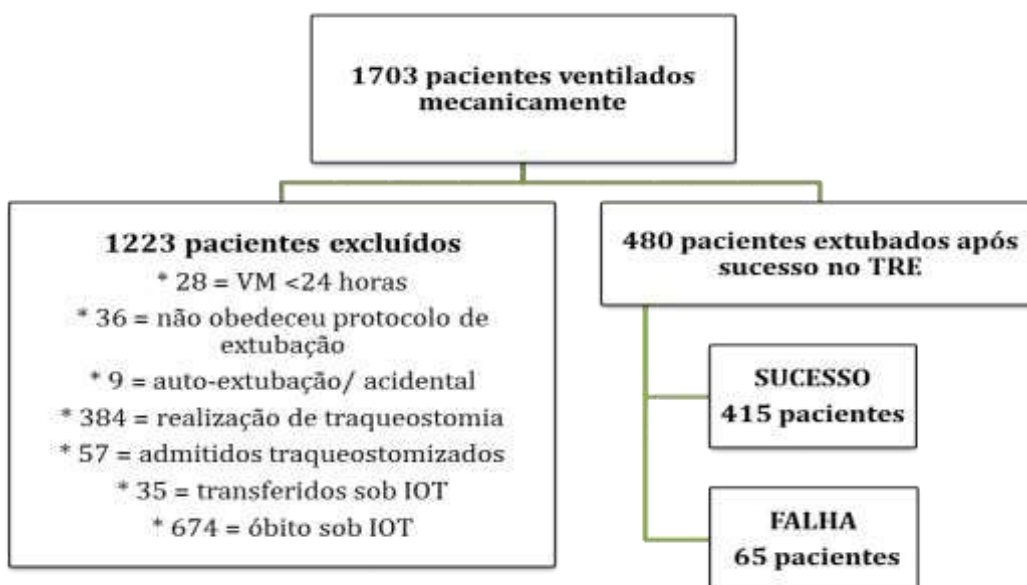 1703 pacientes ventilados
mecanicamente
1223 pacientes excluídos
* 28 = VM <24 horas
* 36 = não obedeceu protocolo de
extubação
* 9 = auto-extubação/ acidental
* 384 = realização de traqueostomia
* 57 = admitidos traqueostomizados
* 35 = transferidos sob IOT
* 674 = óbito sob IOT
480 pacientes extubados após
sucesso no TRE
SUCESSO
415 pacientes
FALHA
65 pacientes